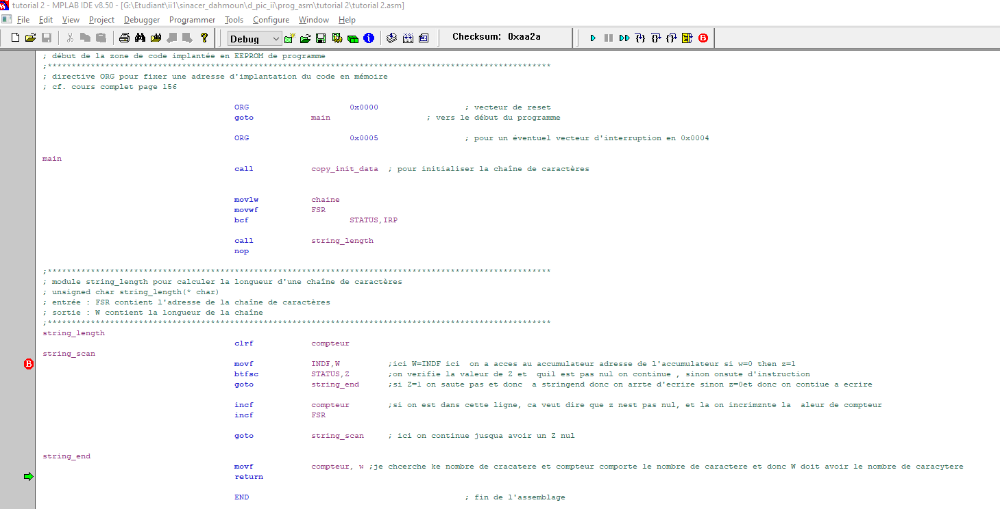 tutorial 2 - MPLAB IDE v8.50 - [G:\Etudiant\ii1\sinacer_dahmoun\d_pic_ii\prog_asm\tutorial 2\tutorial 2.asm]
File Edit View Project Debugger Programmer Tools Configure Window Help
Debug Checksum: 0xaa2a
; début de la zone de code implantée en EEPROM de programme
;*********************************************************************************************************
; directive ORG pour fixer une adresse d'implantation du code en mémoire
; cf. cours complet page 156
ORG 0x0000 ; vecteur de reset
goto main ; vers le début du programme
ORG 0x0005 ; pour un éventuel vecteur d'interruption en 0x0004
main
call copy_init_data ; pour initialiser la chaîne de caractères
movlw chaine
movwf FSR
bcf STATUS,IRP
call string_length
nop
;*********************************************************************************************************
; module string_length pour calculer la longueur d'une chaîne de caractères
; unsigned char string_length(* char)
; entrée : FSR contient l'adresse de la chaîne de caractères
; sortie : W contient la longueur de la chaîne
;*********************************************************************************************************
string_length
clrf compteur
string_scan
B movf INDF,W ;ici W=INDF ici on a acces au accumulateur adresse de l'accumulateur si w=0 then z=1
btfsc STATUS,Z ;on verifie la valeur de Z et quil est pas nul on continue , sinon onsute d'instruction
goto string_end ;si Z=1 on saute pas et donc a stringend donc on arrte d'ecrire sinon z=0et donc on contiue a ecrire
incf compteur ;si on est dans cette ligne, ca veut dire que z nest pas nul, et la on incrimznte la aleur de compteur
incf FSR
goto string_scan ; ici on continue jusqua avoir un Z nul
string_end
movf compteur, w ;je chcerche ke nombre de cracatere et compteur comporte le nombre de caractere et donc W doit avoir le nombre de caracytere
return
END ; fin de l'assemblage